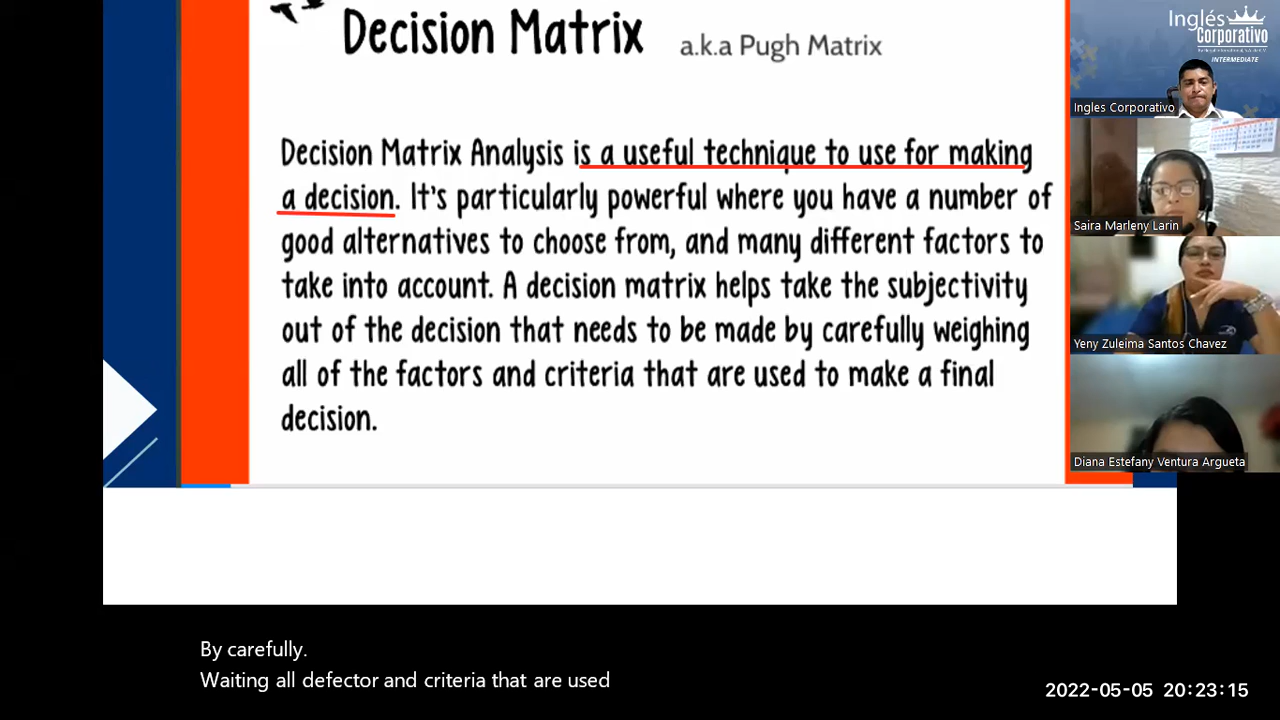 Decision Matrix
a.k.a Pugh Matrix
Decision Matrix Analysis is a useful technique to use for making
a decision. It's particularly powerful where you have a number of
good alternatives to choose from, and many different factors to
take into account. A decision matrix helps take the subjectivity
out of the decision that needs to be made by carefully weighing
all of the factors and criteria that are used to make a final
decision.
Inglés
Corporativo
INTERMEDIATE
Ingles Corporativo
Saira Marleny Larin
Yeny Zuleima Santos Chavez
Diana Estefany Ventura Argueta
By carefully.
Waiting all defector and criteria that are used
2022-05-05 20:23:15